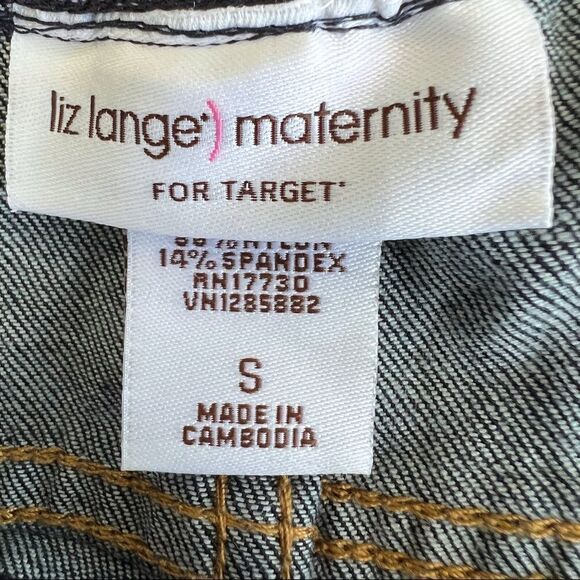 liz lange) maternity
FOR TARGET
14% SPANDEX
RN17730
VN1285882
S
MADE IN
CAMBODIA